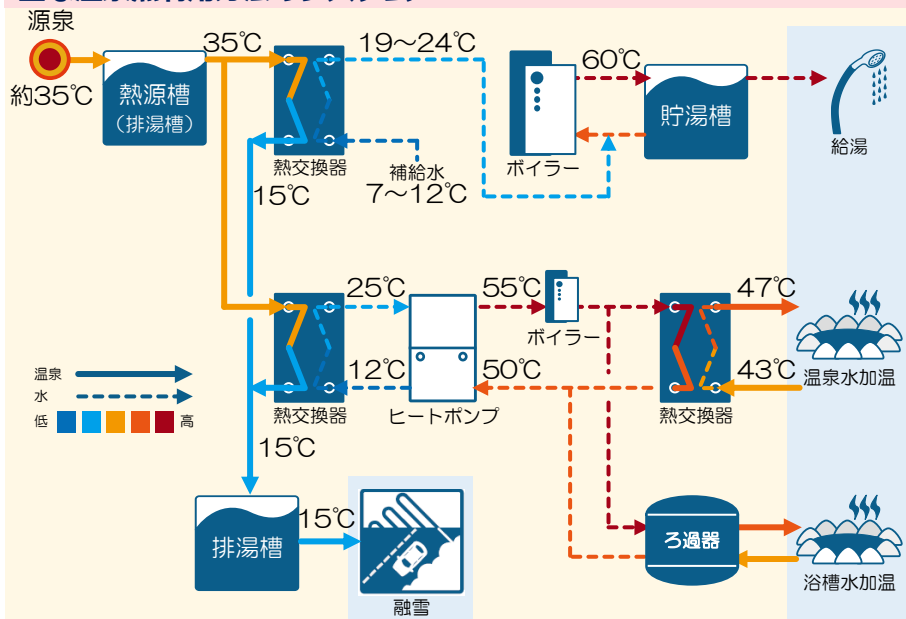 源泉
約35℃
熱源槽
（排湯槽）
35℃
熱交換器
19～24℃
補給水
7～12℃
15℃
ボイラー
60℃
貯湯槽
給湯
25℃
12℃
熱交換器
ヒートポンプ
55℃
50℃
ボイラー
熱交換器
47℃
43℃
温泉水加温
温泉
水
低
高
15℃
排湯槽
15℃
融雪
ろ過器
浴槽水加温